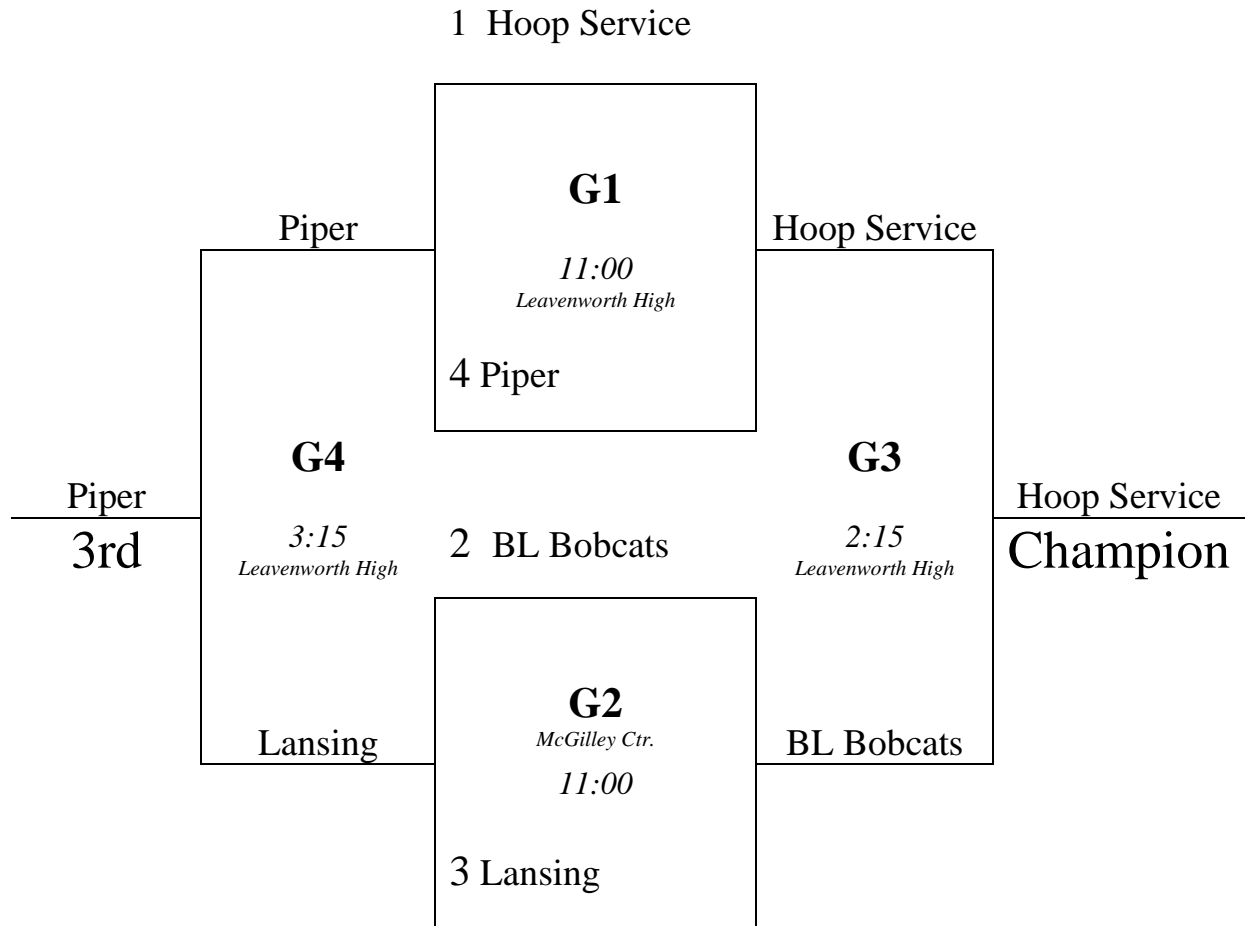 1 Hoop Service
G1
Piper
Hoop Service
11:00
Leavenworth High
4 Piper
G4
G3
Piper
Hoop Service
3rd
3:15
Leavenworth High
2 BL Bobcats
2:15
Leavenworth High
Champion
G2
McGilley Ctr.
Lansing
BL Bobcats
11:00
3 Lansing